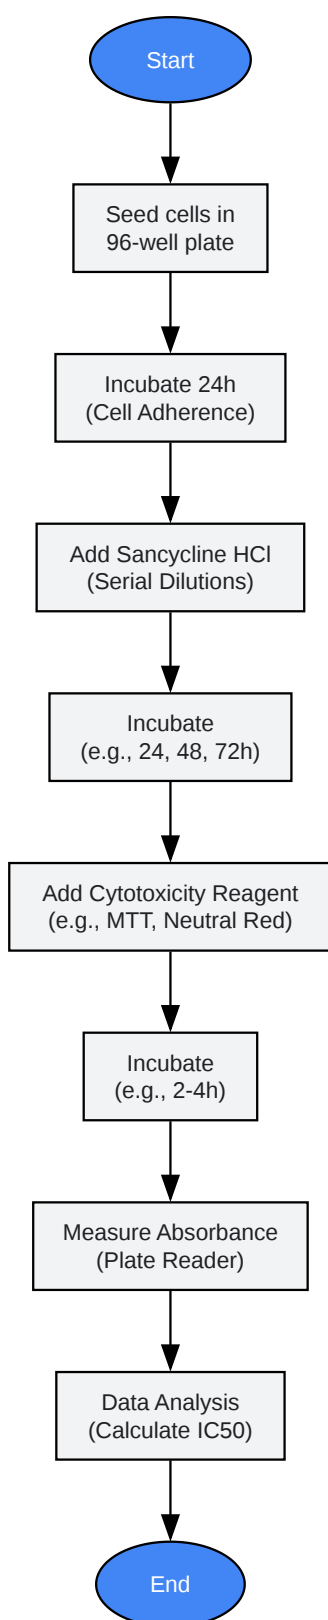 Start
Seed cells in
96-well plate
Incubate 24h
(Cell Adherence)
Add Sancycline HCl
(Serial Dilutions)
Incubate
(e.g., 24, 48, 72h)
Add Cytotoxicity Reagent
(e.g., MTT, Neutral Red)
Incubate
(e.g., 2-4h)
Measure Absorbance
(Plate Reader)
Data Analysis
(Calculate IC50)
End